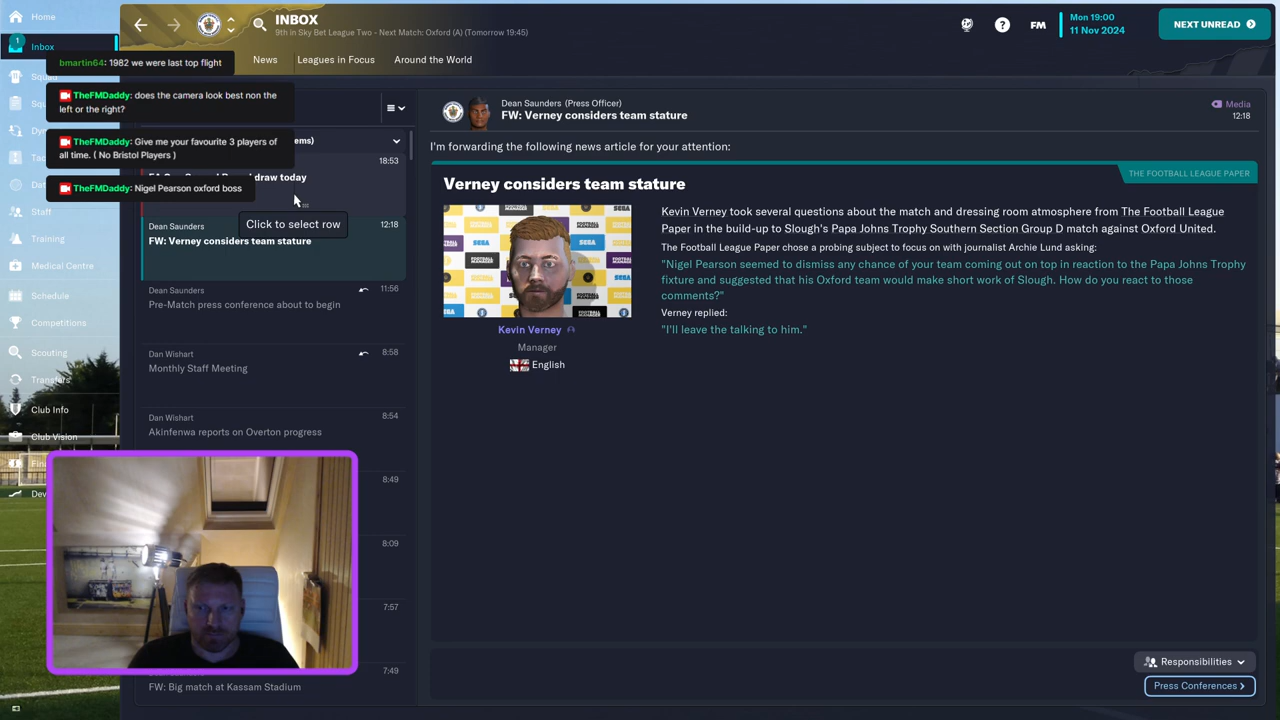 Home
1
Inbox
Squad
Staff
Training
Medical Centre
Schedule
Competitions
Scouting
Transfers
Club Info
Club Vision
INBOX
9th in Sky Bet League Two - Next Match: Oxford (A) (Tomorrow 19:45)
?
FM
Mon 19:00
11 Nov 2024
NEXT UNREAD
News
Leagues in Focus
Around the World
bmartin64: 1982 we were last top flight
TheFMDaddy: does the camera look best non the
left or the right?
TheFMDaddy: Give me your favourite 3 players of
all time. ( No Bristol Players )
TheFMDaddy: Nigel Pearson oxford boss
18:53
draw today
Click to select row
Dean Saunders
12:18
FW: Verney considers team stature
Dean Saunders
11:56
Pre-Match press conference about to begin
Dan Wishart
8:58
Monthly Staff Meeting
Dan Wishart
8:54
Akinfenwa reports on Overton progress
8:49
8:09
7:57
7:49
FW: Big match at Kassam Stadium
Dean Saunders (Press Officer)
FW: Verney considers team stature
Media
12:18
I'm forwarding the following news article for your attention:
THE FOOTBALL LEAGUE PAPER
Verney considers team stature
SEGA
Kevin Verney
Manager
English
Kevin Verney took several questions about the match and dressing room atmosphere from The Football League
Paper in the build-up to Slough's Papa Johns Trophy Southern Section Group D match against Oxford United.
The Football League Paper chose a probing subject to focus on with journalist Archie Lund asking:
"Nigel Pearson seemed to dismiss any chance of your team coming out on top in reaction to the Papa Johns Trophy
fixture and suggested that his Oxford team would make short work of Slough. How do you react to those
comments?"
Verney replied:
"I'll leave the talking to him."
Responsibilities
Press Conferences